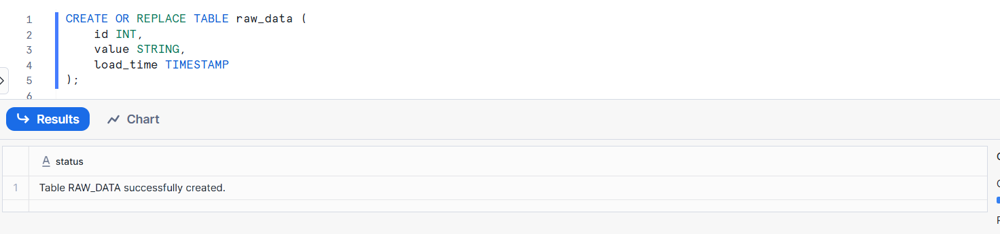 1 CREATE OR REPLACE TABLE raw_data (
2 id INT,
3 value STRING,
4 load_time TIMESTAMP
5 );
6
Results Chart
A status
1 Table RAW_DATA successfully created.